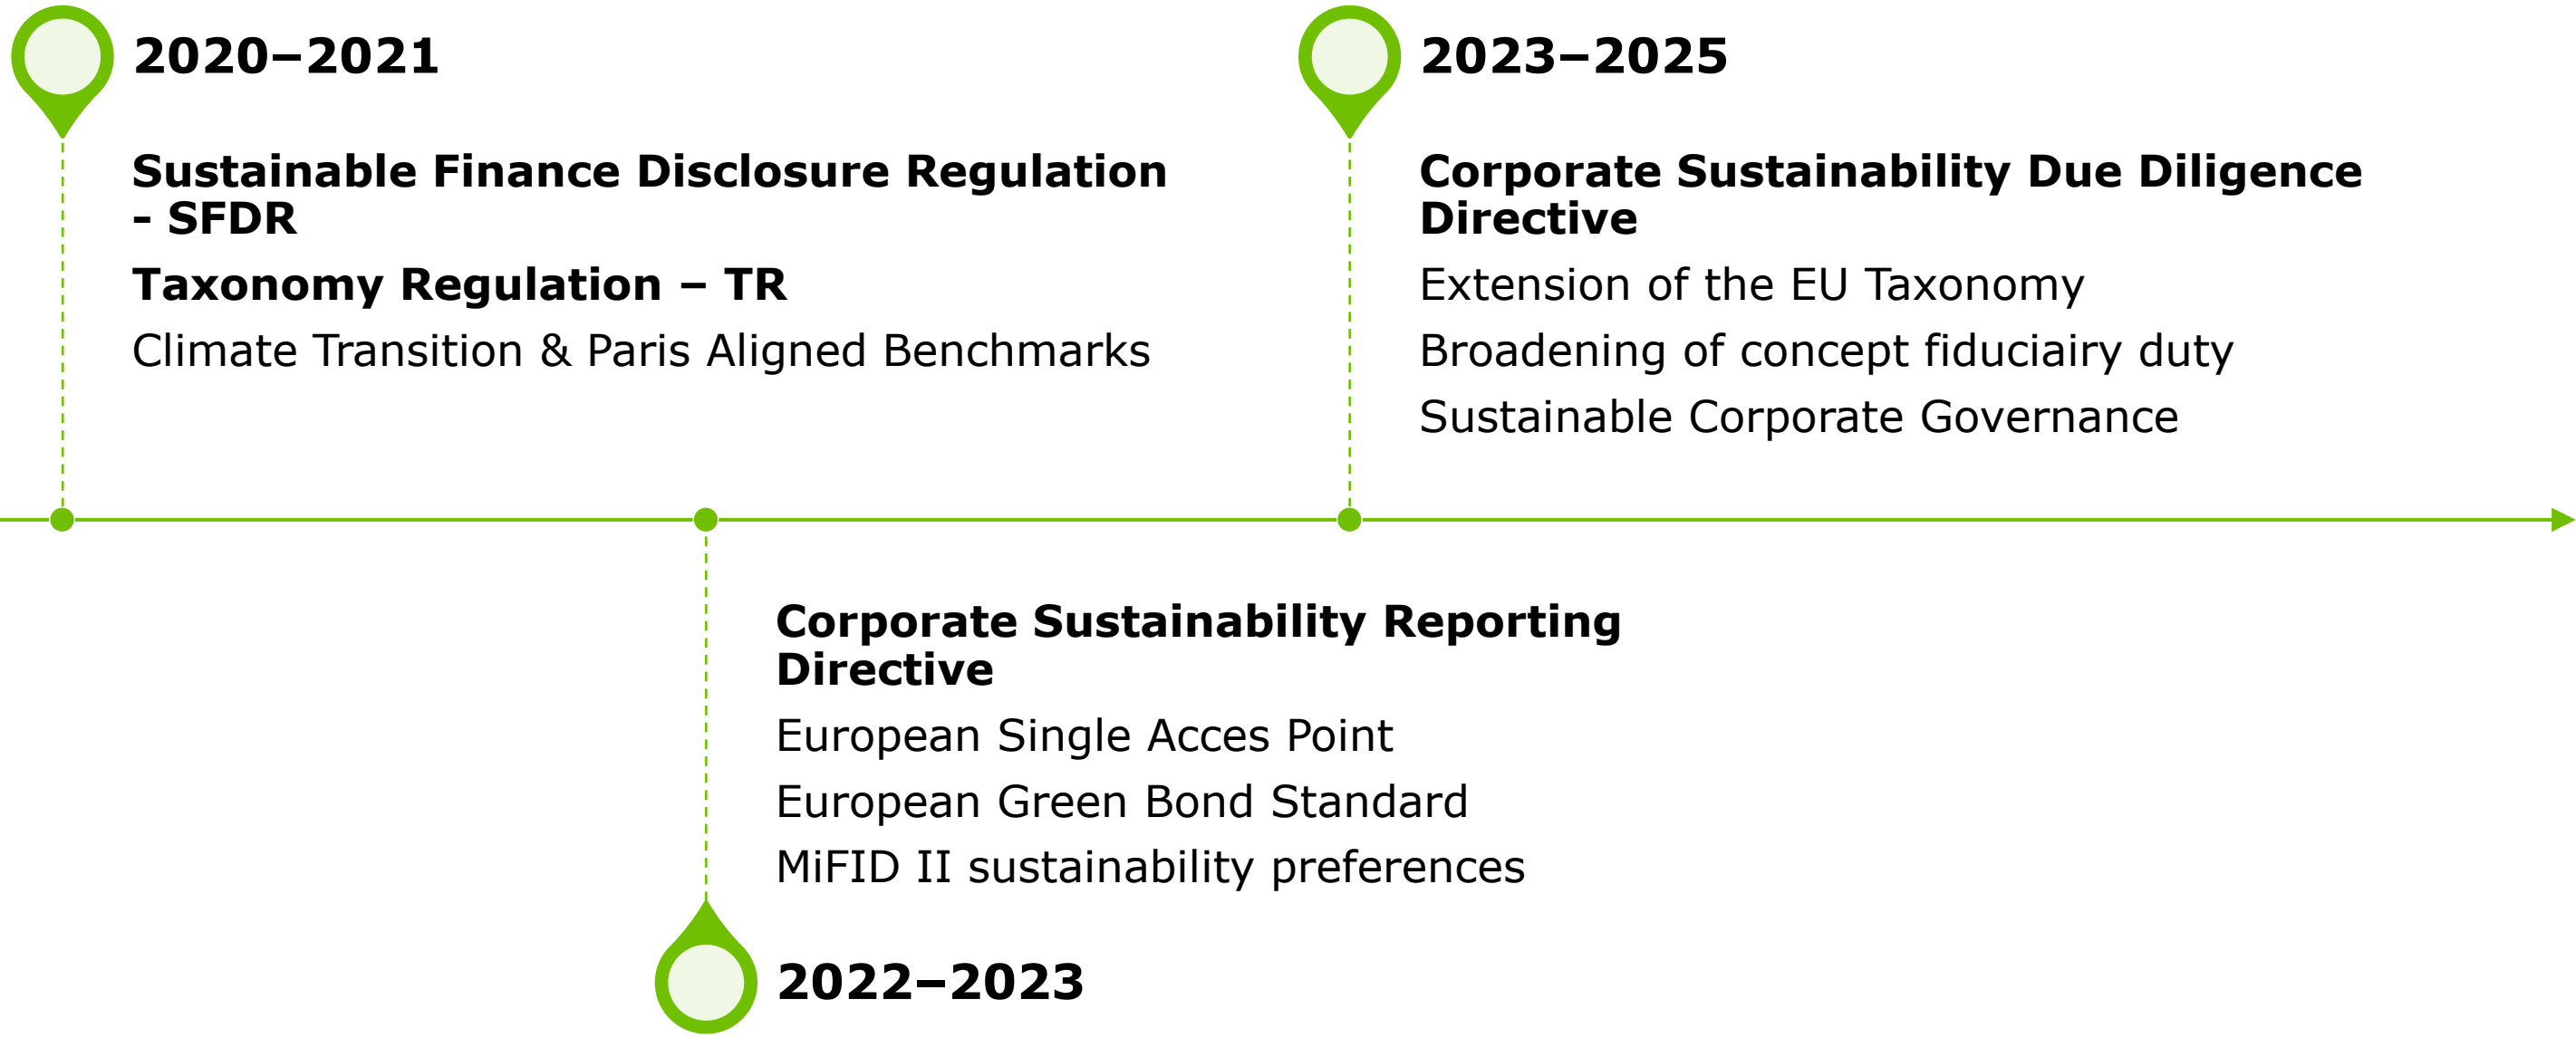 2020–2021
Sustainable Finance Disclosure Regulation
- SFDR
Taxonomy Regulation – TR
Climate Transition & Paris Aligned Benchmarks
2023–2025
Corporate Sustainability Due Diligence
Directive
Extension of the EU Taxonomy
Broadening of concept fiduciairy duty
Sustainable Corporate Governance
Corporate Sustainability Reporting
Directive
European Single Acces Point
European Green Bond Standard
MiFID II sustainability preferences
2022–2023